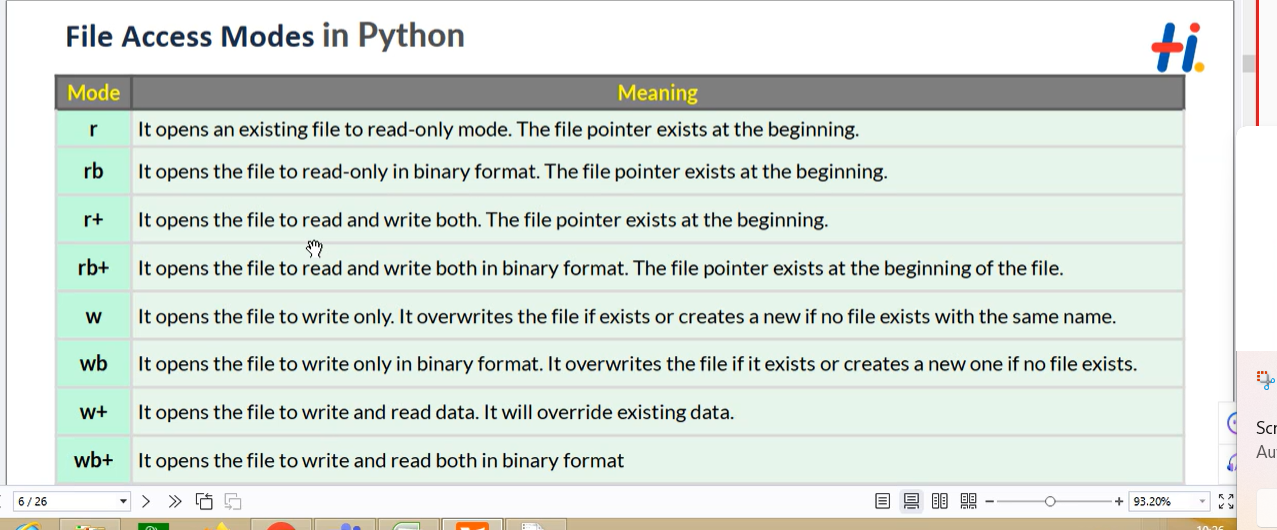 File Access Modes in Python
Hi.
Mode Meaning
r It opens an existing file to read-only mode. The file pointer exists at the beginning.
rb It opens the file to read-only in binary format. The file pointer exists at the beginning.
r+ It opens the file to read and write both. The file pointer exists at the beginning.
rb+ It opens the file to read and write both in binary format. The file pointer exists at the beginning of the file.
w It opens the file to write only. It overwrites the file if exists or creates a new if no file exists with the same name.
wb It opens the file to write only in binary format. It overwrites the file if it exists or creates a new one if no file exists.
w+ It opens the file to write and read data. It will override existing data.
wb+ It opens the file to write and read both in binary format
Scr
Au
6 / 26 93.20%